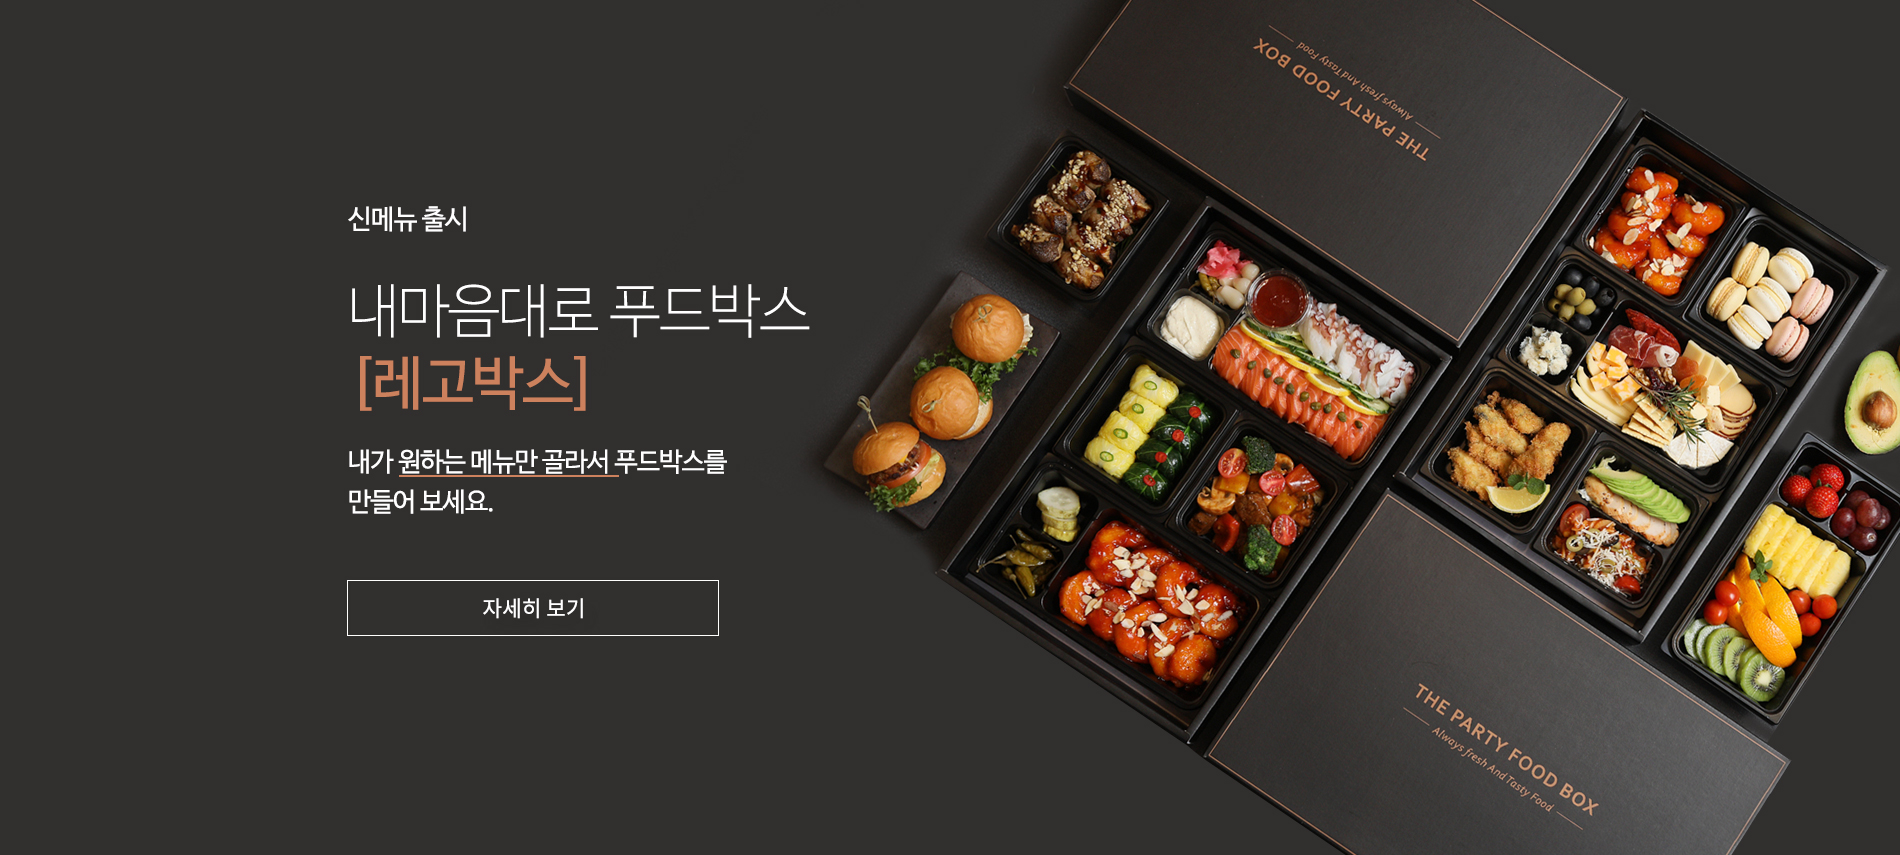 신메뉴 출시
내마음대로 푸드박스
[레고박스]
내가 원하는 메뉴만 골라서 푸드박스를
만들어 보세요.
자세히 보기
THE PARTY FOOD BOX
Always fresh And Tasty Food
THE PARTY FOOD BOX
Always fresh And Tasty Food